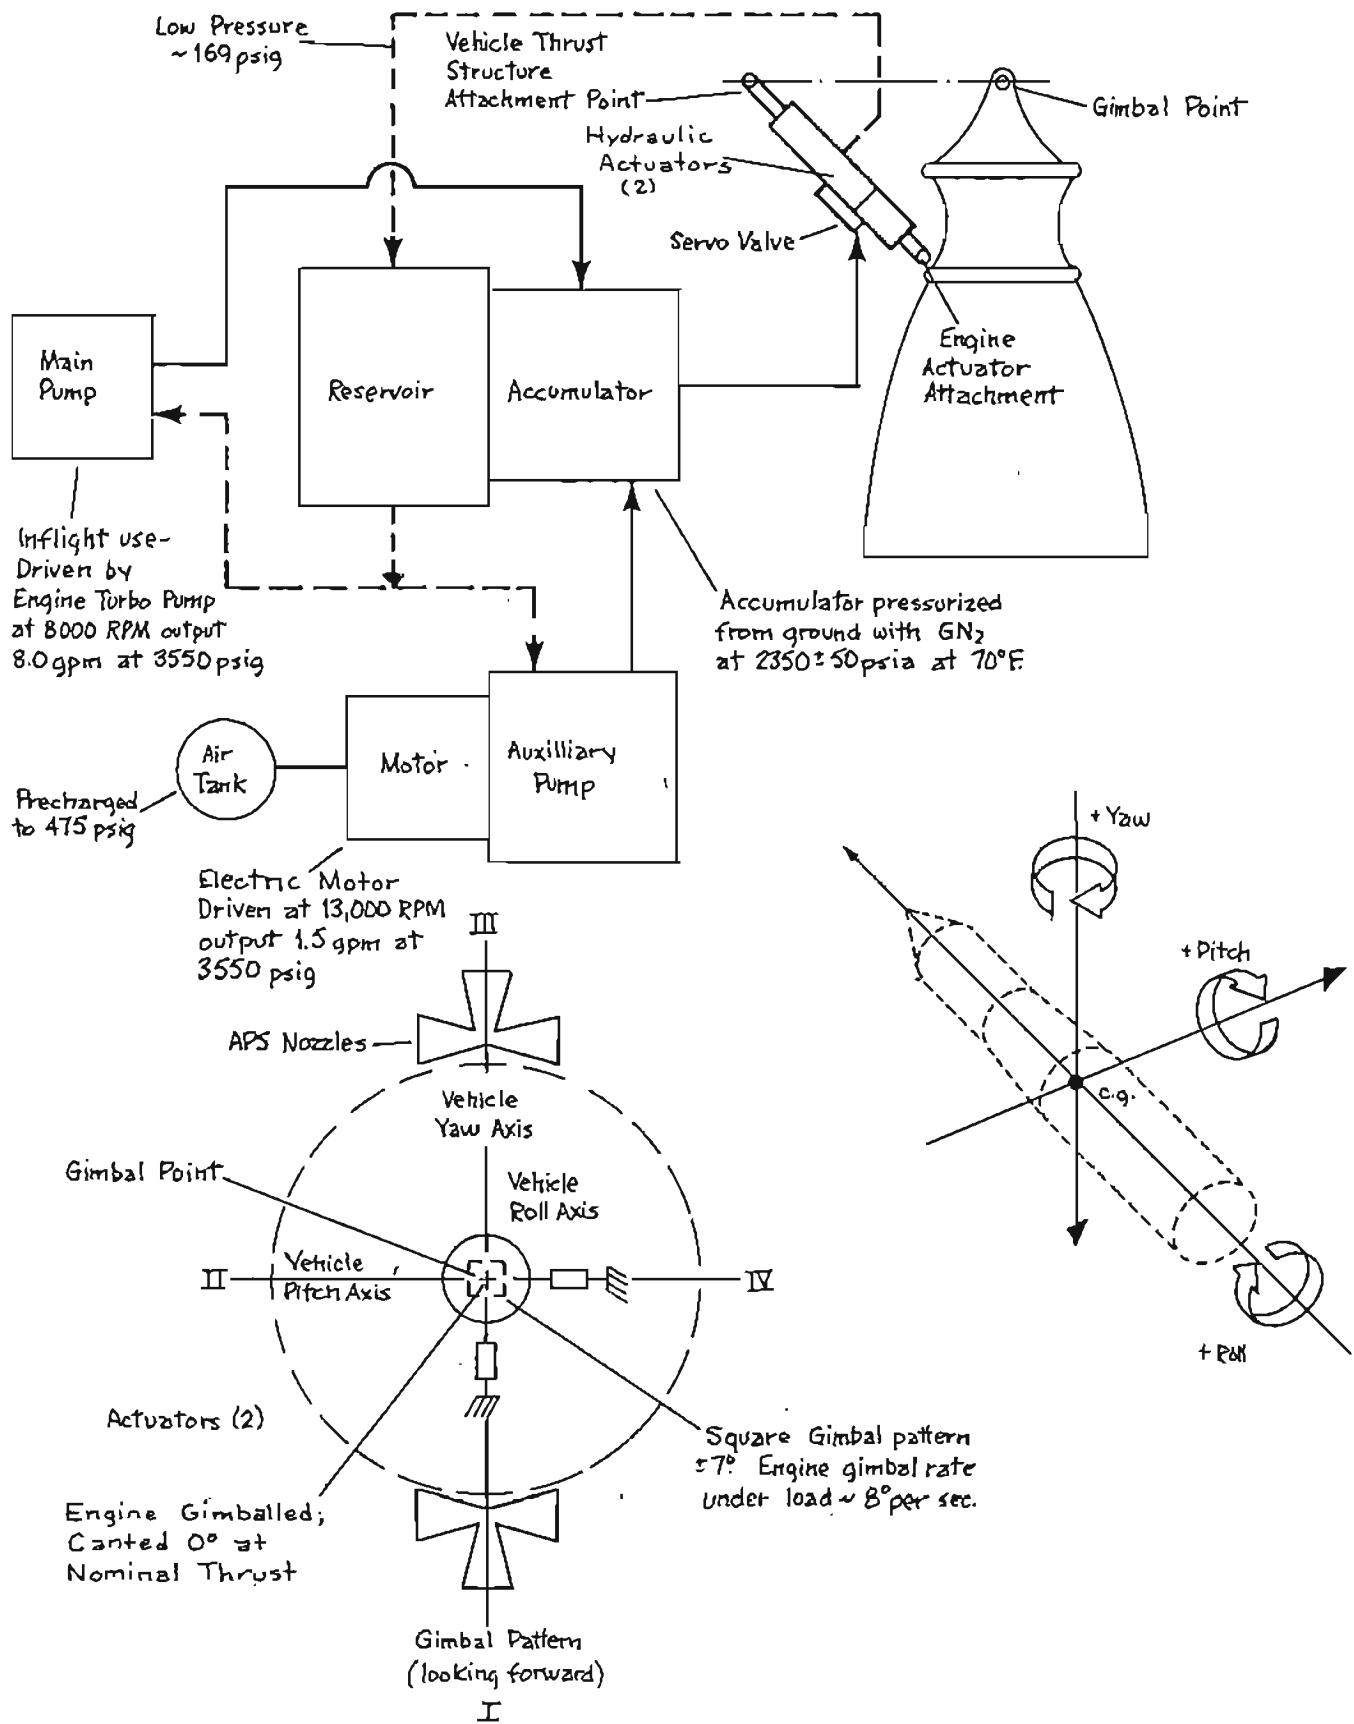 Low Pressure
~169 psig
Vehicle Thrust
Structure
Attachment Point
Gimbal Point
Hydraulic
Actuators
(2)
Servo Valve
Engine
Actuator
Attachment
Main
Pump
Reservoir
Accumulator
Inflight use-
Driven by
Engine Turbo Pump
at 8000 RPM output
8.0 gpm at 3550 psig
Accumulator pressurized
from ground with GN2
at 2350±50 psia at 70°F.
Air
Tank
Motor
Auxilliary
Pump
Precharged
to 475 psig
Electric Motor
Driven at 13,000 RPM
output 1.5 gpm at
3550 psig
+ Yaw
+ Pitch
c.g.
+ Roll
III
APS Nozzles
Vehicle
Yaw Axis
Gimbal Point
Vehicle
Roll Axis
II
Vehicle
Pitch Axis
IV
Actuators (2)
Square Gimbal pattern
±7°. Engine gimbal rate
under load ~ 8° per sec.
Engine Gimballed;
Canted 0° at
Nominal Thrust
Gimbal Pattern
(looking forward)
I